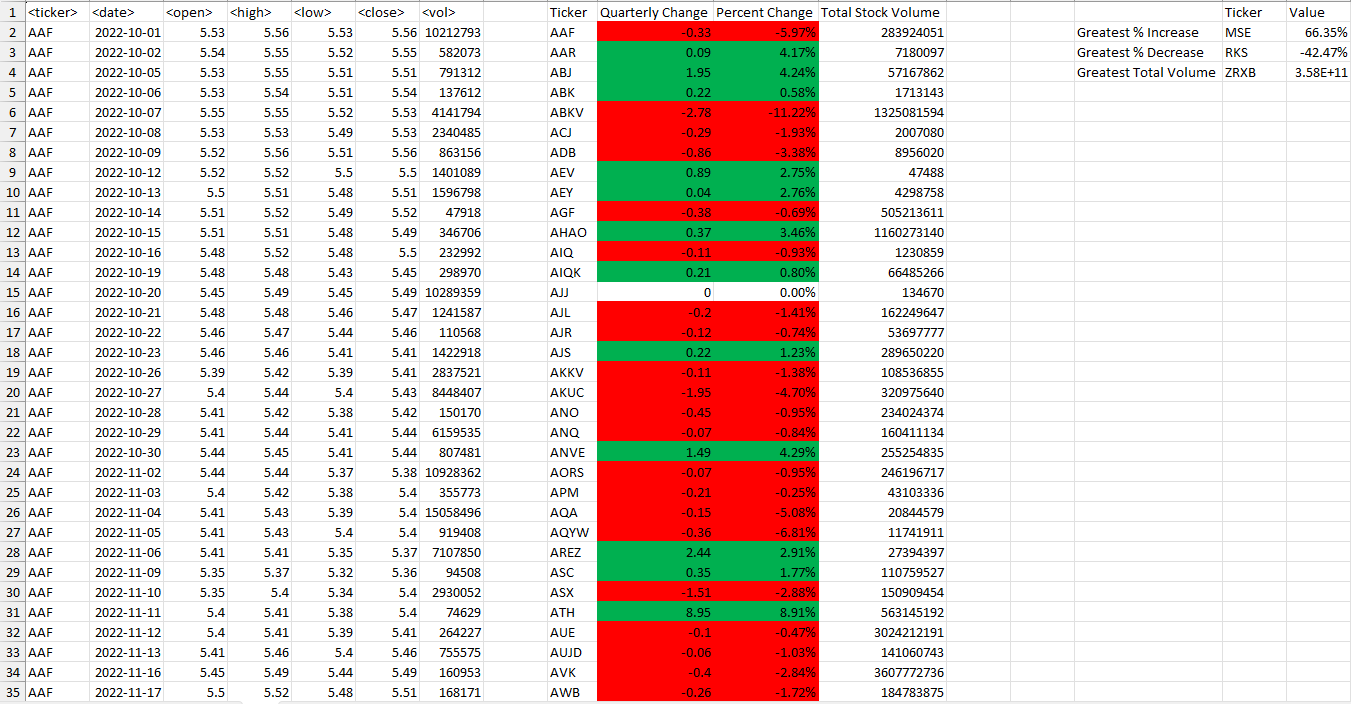 1 <ticker> <date> <open> <high> <low> <close> <vol> Ticker Quarterly Change Percent Change Total Stock Volume Ticker Value
2 AAF 2022-10-01 5.53 5.56 5.53 5.56 10212793 AAF -0.33 -5.97% 283924051 Greatest % Increase MSE 66.35%
3 AAF 2022-10-02 5.54 5.55 5.52 5.55 582073 AAR 0.09 4.17% 7180097 Greatest % Decrease RKS -42.47%
4 AAF 2022-10-05 5.53 5.55 5.51 5.51 791312 ABJ 1.95 4.24% 57167862 Greatest Total Volume ZRXB 3.58E+11
5 AAF 2022-10-06 5.53 5.54 5.51 5.54 137612 ABK 0.22 0.58% 1713143
6 AAF 2022-10-07 5.55 5.55 5.52 5.53 4141794 ABKV -2.78 -11.22% 1325081594
7 AAF 2022-10-08 5.53 5.53 5.49 5.53 2340485 ACJ -0.29 -1.93% 2007080
8 AAF 2022-10-09 5.52 5.56 5.51 5.56 863156 ADB -0.86 -3.38% 8956020
9 AAF 2022-10-12 5.52 5.52 5.5 5.5 1401089 AEV 0.89 2.75% 47488
10 AAF 2022-10-13 5.5 5.51 5.48 5.51 1596798 AEY 0.04 2.76% 4298758
11 AAF 2022-10-14 5.51 5.52 5.49 5.52 47918 AGF -0.38 -0.69% 505213611
12 AAF 2022-10-15 5.51 5.51 5.48 5.49 346706 AHAO 0.37 3.46% 1160273140
13 AAF 2022-10-16 5.48 5.52 5.48 5.5 232992 AIQ -0.11 -0.93% 1230859
14 AAF 2022-10-19 5.48 5.48 5.43 5.45 298970 AIQK 0.21 0.80% 66485266
15 AAF 2022-10-20 5.45 5.49 5.45 5.49 10289359 AJJ 0 0.00% 134670
16 AAF 2022-10-21 5.48 5.48 5.46 5.47 1241587 AJL -0.2 -1.41% 162249647
17 AAF 2022-10-22 5.46 5.47 5.44 5.46 110568 AJR -0.12 -0.74% 53697777
18 AAF 2022-10-23 5.46 5.46 5.41 5.41 1422918 AJS 0.22 1.23% 289650220
19 AAF 2022-10-26 5.39 5.42 5.39 5.41 2837521 AKKV -0.11 -1.38% 108536855
20 AAF 2022-10-27 5.4 5.44 5.4 5.43 8448407 AKUC -1.95 -4.70% 320975640
21 AAF 2022-10-28 5.41 5.42 5.38 5.42 150170 ANO -0.45 -0.95% 234024374
22 AAF 2022-10-29 5.41 5.44 5.41 5.44 6159535 ANQ -0.07 -0.84% 160411134
23 AAF 2022-10-30 5.44 5.45 5.41 5.44 807481 ANVE 1.49 4.29% 255254835
24 AAF 2022-11-02 5.44 5.44 5.37 5.38 10928362 AORS -0.07 -0.95% 246196717
25 AAF 2022-11-03 5.4 5.42 5.38 5.4 355773 APM -0.21 -0.25% 43103336
26 AAF 2022-11-04 5.41 5.43 5.39 5.4 15058496 AQA -0.15 -5.08% 20844579
27 AAF 2022-11-05 5.41 5.43 5.4 5.4 919408 AQYW -0.36 -6.81% 11741911
28 AAF 2022-11-06 5.41 5.41 5.35 5.37 7107850 AREZ 2.44 2.91% 27394397
29 AAF 2022-11-09 5.35 5.37 5.32 5.36 94508 ASC 0.35 1.77% 110759527
30 AAF 2022-11-10 5.35 5.4 5.34 5.4 2930052 ASX -1.51 -2.88% 150909454
31 AAF 2022-11-11 5.4 5.41 5.38 5.4 74629 ATH 8.95 8.91% 563145192
32 AAF 2022-11-12 5.4 5.41 5.39 5.41 264227 AUE -0.1 -0.47% 3024212191
33 AAF 2022-11-13 5.41 5.46 5.4 5.46 755575 AUJD -0.06 -1.03% 141060743
34 AAF 2022-11-16 5.45 5.49 5.44 5.49 160953 AVK -0.4 -2.84% 3607772736
35 AAF 2022-11-17 5.5 5.52 5.48 5.51 168171 AWB -0.26 -1.72% 184783875